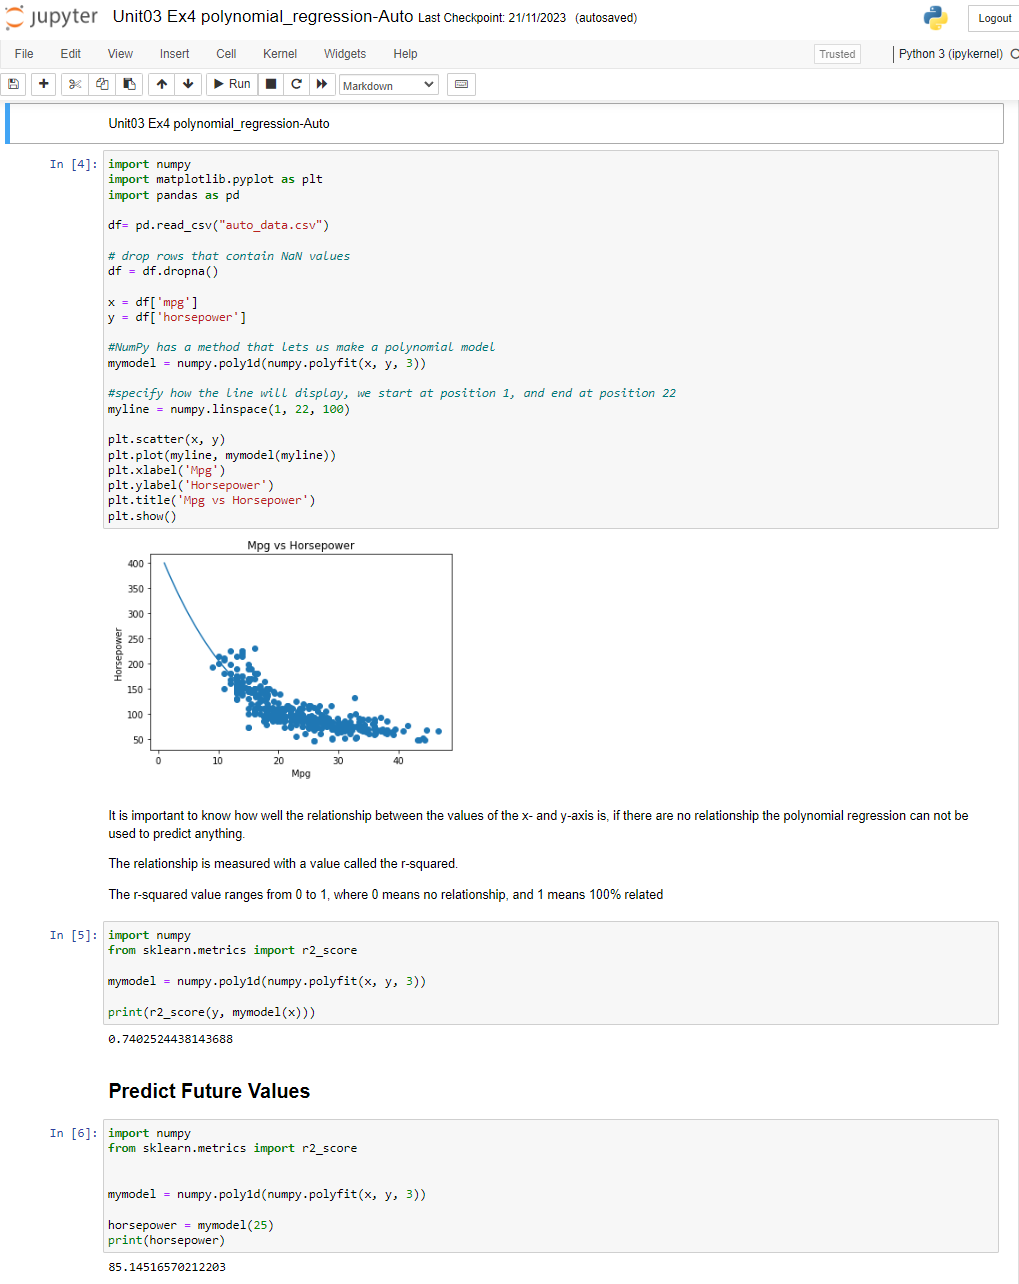 jupyter Unit03 Ex4 polynomial_regression-Auto Last Checkpoint: 21/11/2023 (autosaved)
Logout
File Edit View Insert Cell Kernel Widgets Help
Trusted
Python 3 (ipykernel)
Run
Markdown
Unit03 Ex4 polynomial_regression-Auto
In [4]:
import numpy
import matplotlib.pyplot as plt
import pandas as pd
df= pd.read_csv("auto_data.csv")
# drop rows that contain NaN values
df = df.dropna()
x = df['mpg']
y = df['horsepower']
#NumPy has a method that lets us make a polynomial model
mymodel = numpy.poly1d(numpy.polyfit(x, y, 3))
#specify how the line will display, we start at position 1, and end at position 22
myline = numpy.linspace(1, 22, 100)
plt.scatter(x, y)
plt.plot(myline, mymodel(myline))
plt.xlabel('Mpg')
plt.ylabel('Horsepower')
plt.title('Mpg vs Horsepower')
plt.show()
Mpg vs Horsepower
400
350
300
250
200
150
100
50
Horsepower
0 10 20 30 40
Mpg
It is important to know how well the relationship between the values of the x- and y-axis is, if there are no relationship the polynomial regression can not be
used to predict anything.
The relationship is measured with a value called the r-squared.
The r-squared value ranges from 0 to 1, where 0 means no relationship, and 1 means 100% related
In [5]:
import numpy
from sklearn.metrics import r2_score
mymodel = numpy.poly1d(numpy.polyfit(x, y, 3))
print(r2_score(y, mymodel(x)))
0.7402524438143688
Predict Future Values
In [6]:
import numpy
from sklearn.metrics import r2_score
mymodel = numpy.poly1d(numpy.polyfit(x, y, 3))
horsepower = mymodel(25)
print(horsepower)
85.14516570212203